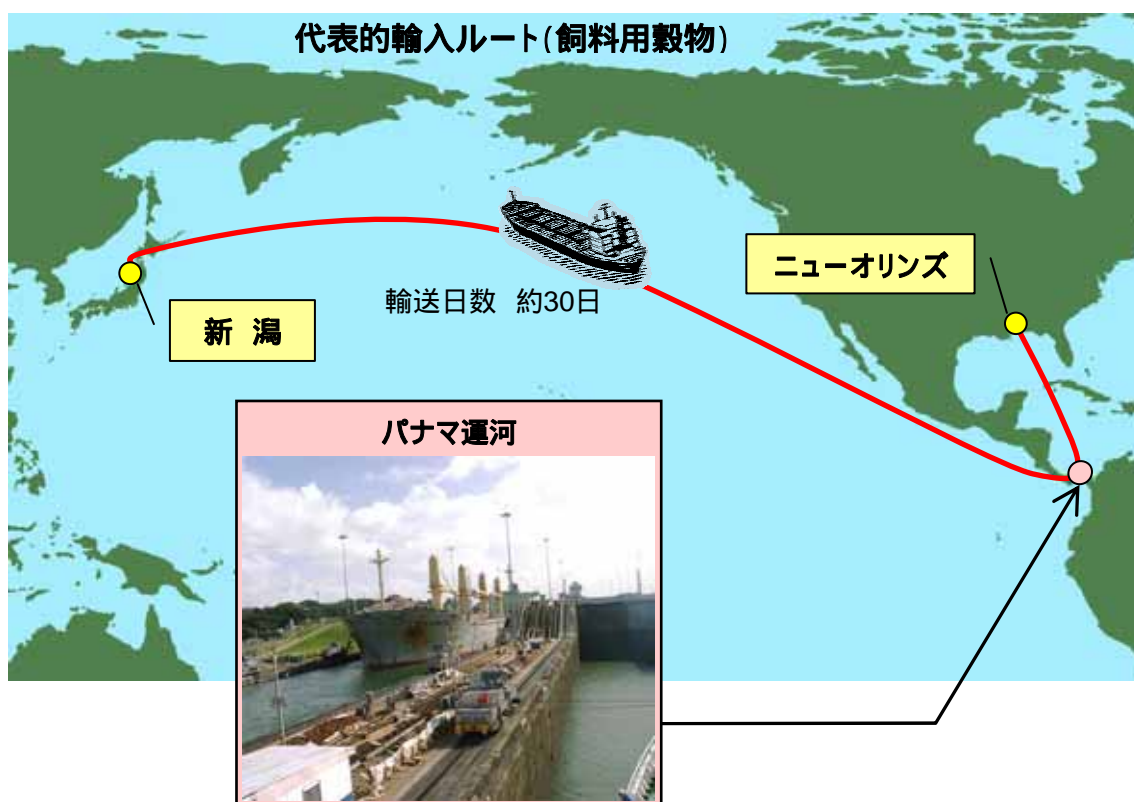 代表的輸入ルート(飼料用穀物)
ニューオリンズ
輸送日数 約30日
新 潟
パナマ運河